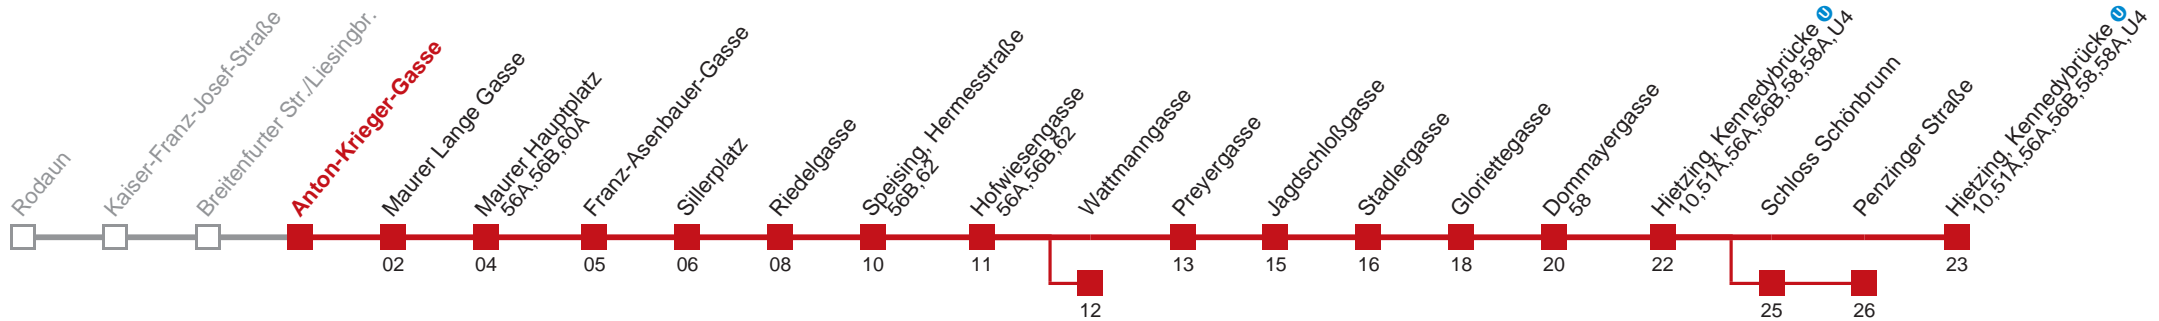 Rodaun
Kaiser-Franz-Josef-Straße
Breitenfurter Str./Liesingbr.
Anton-Krieger-Gasse
Maurer Lange Gasse
Maurer Hauptplatz
56A,56B,60A
Franz-Asenbauer-Gasse
Sillerplatz
Riedelgasse
Speising, Hermesstraße
56B,62
Hofwiesengasse
56A,56B,62
Wattmanngasse
Preyergasse
Jagdschloßgasse
Stadlergasse
Gloriettegasse
Dommayergasse
58
Hietzing, Kennedybrücke U
10,51A,56A,56B,58,58A,U4
Schloss Schönbrunn
Penzinger Straße
Hietzing, Kennedybrücke U
10,51A,56A,56B,58,58A,U4
02 04 05 06 08 10 11 13 15 16 18 20 22 23
12 25 26